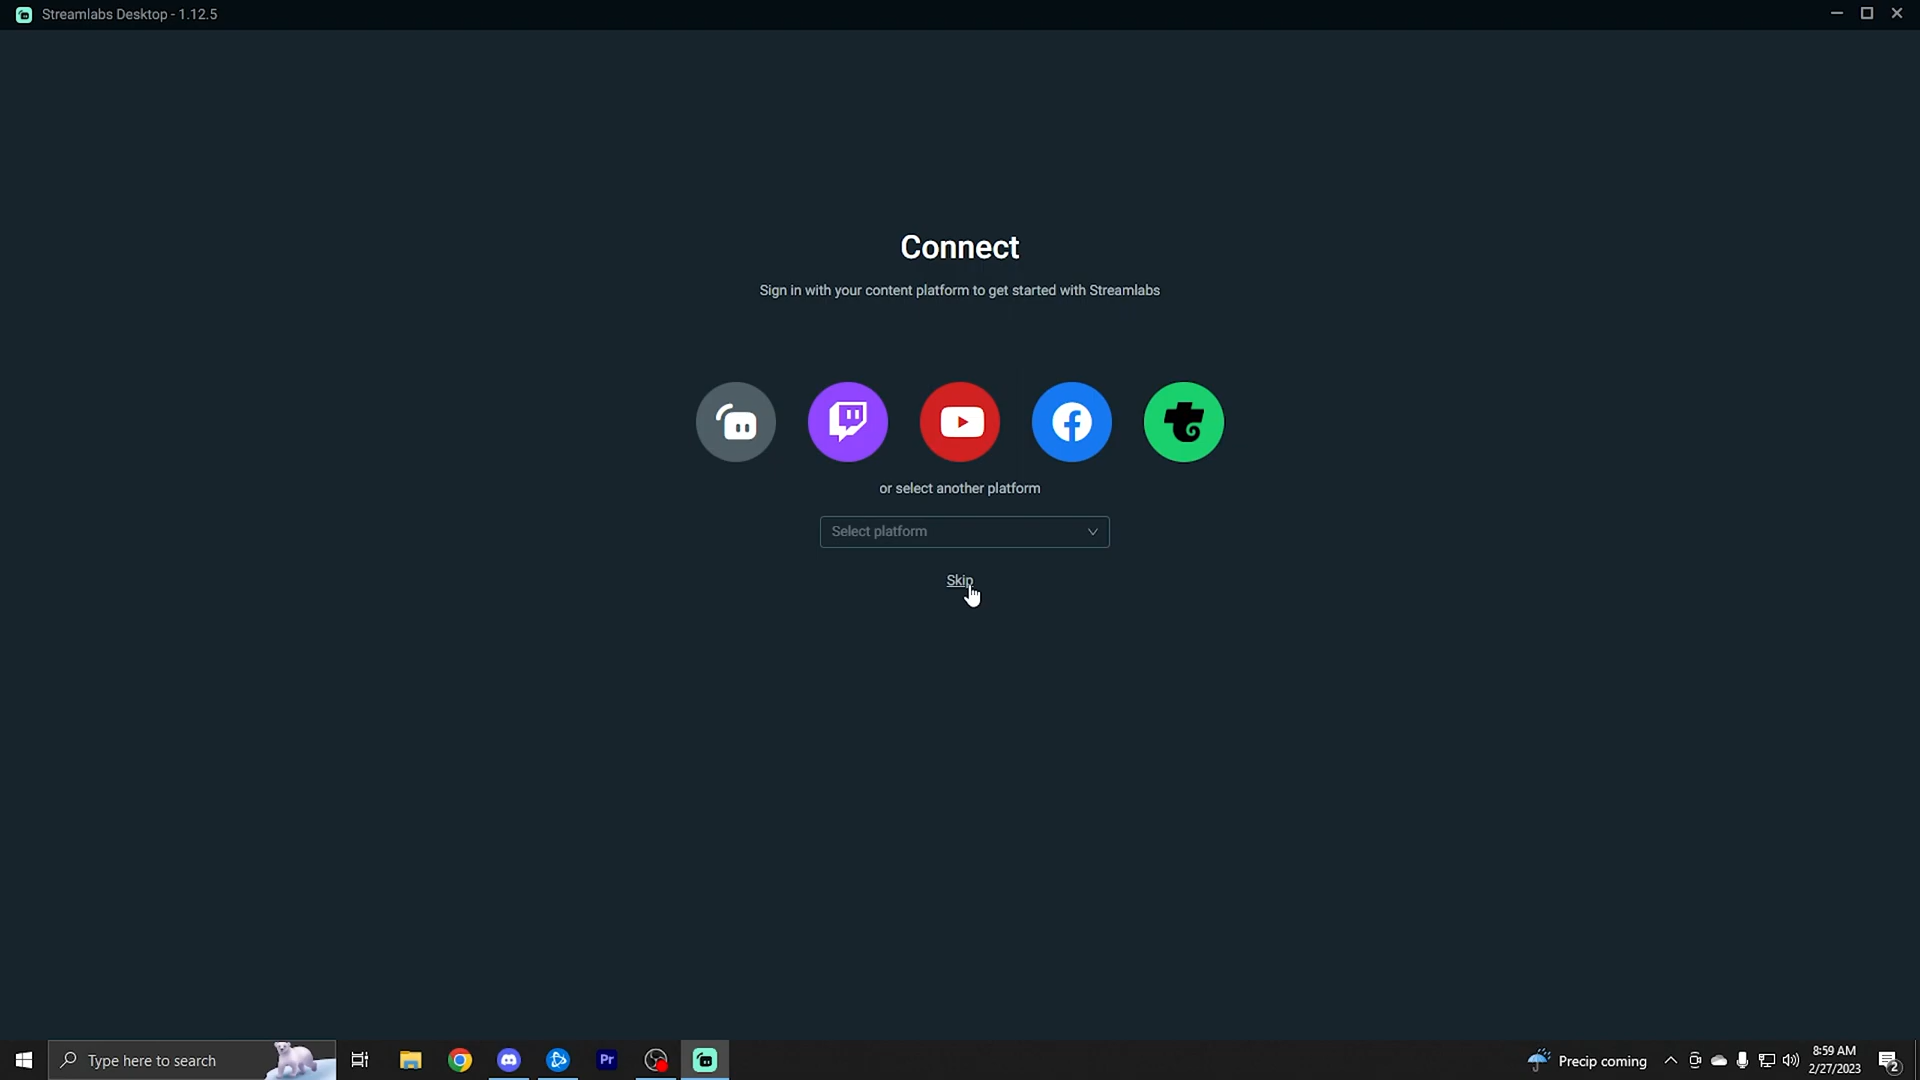 Streamlabs Desktop - 1.12.5
Connect
Sign in with your content platform to get started with Streamlabs
or select another platform
Select platform
Skip
Type here to search
Pr
Precip coming
8:59 AM
2/27/2023
2